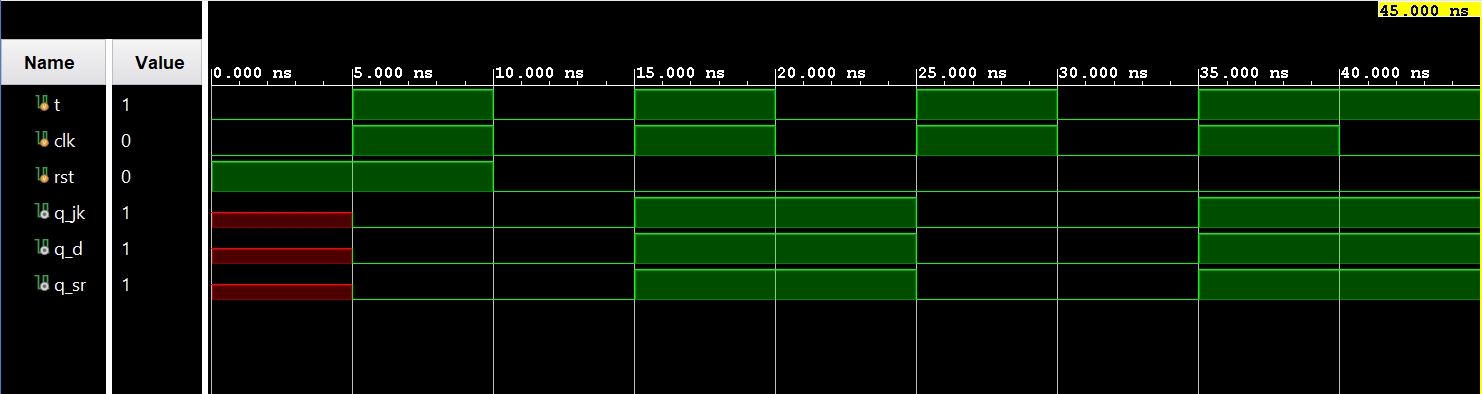 45.000 ns
Name Value
0.000 ns 5.000 ns 10.000 ns 15.000 ns 20.000 ns 25.000 ns 30.000 ns 35.000 ns 40.000 ns
t 1
clk 0
rst 0
q_jk 1
q_d 1
q_sr 1